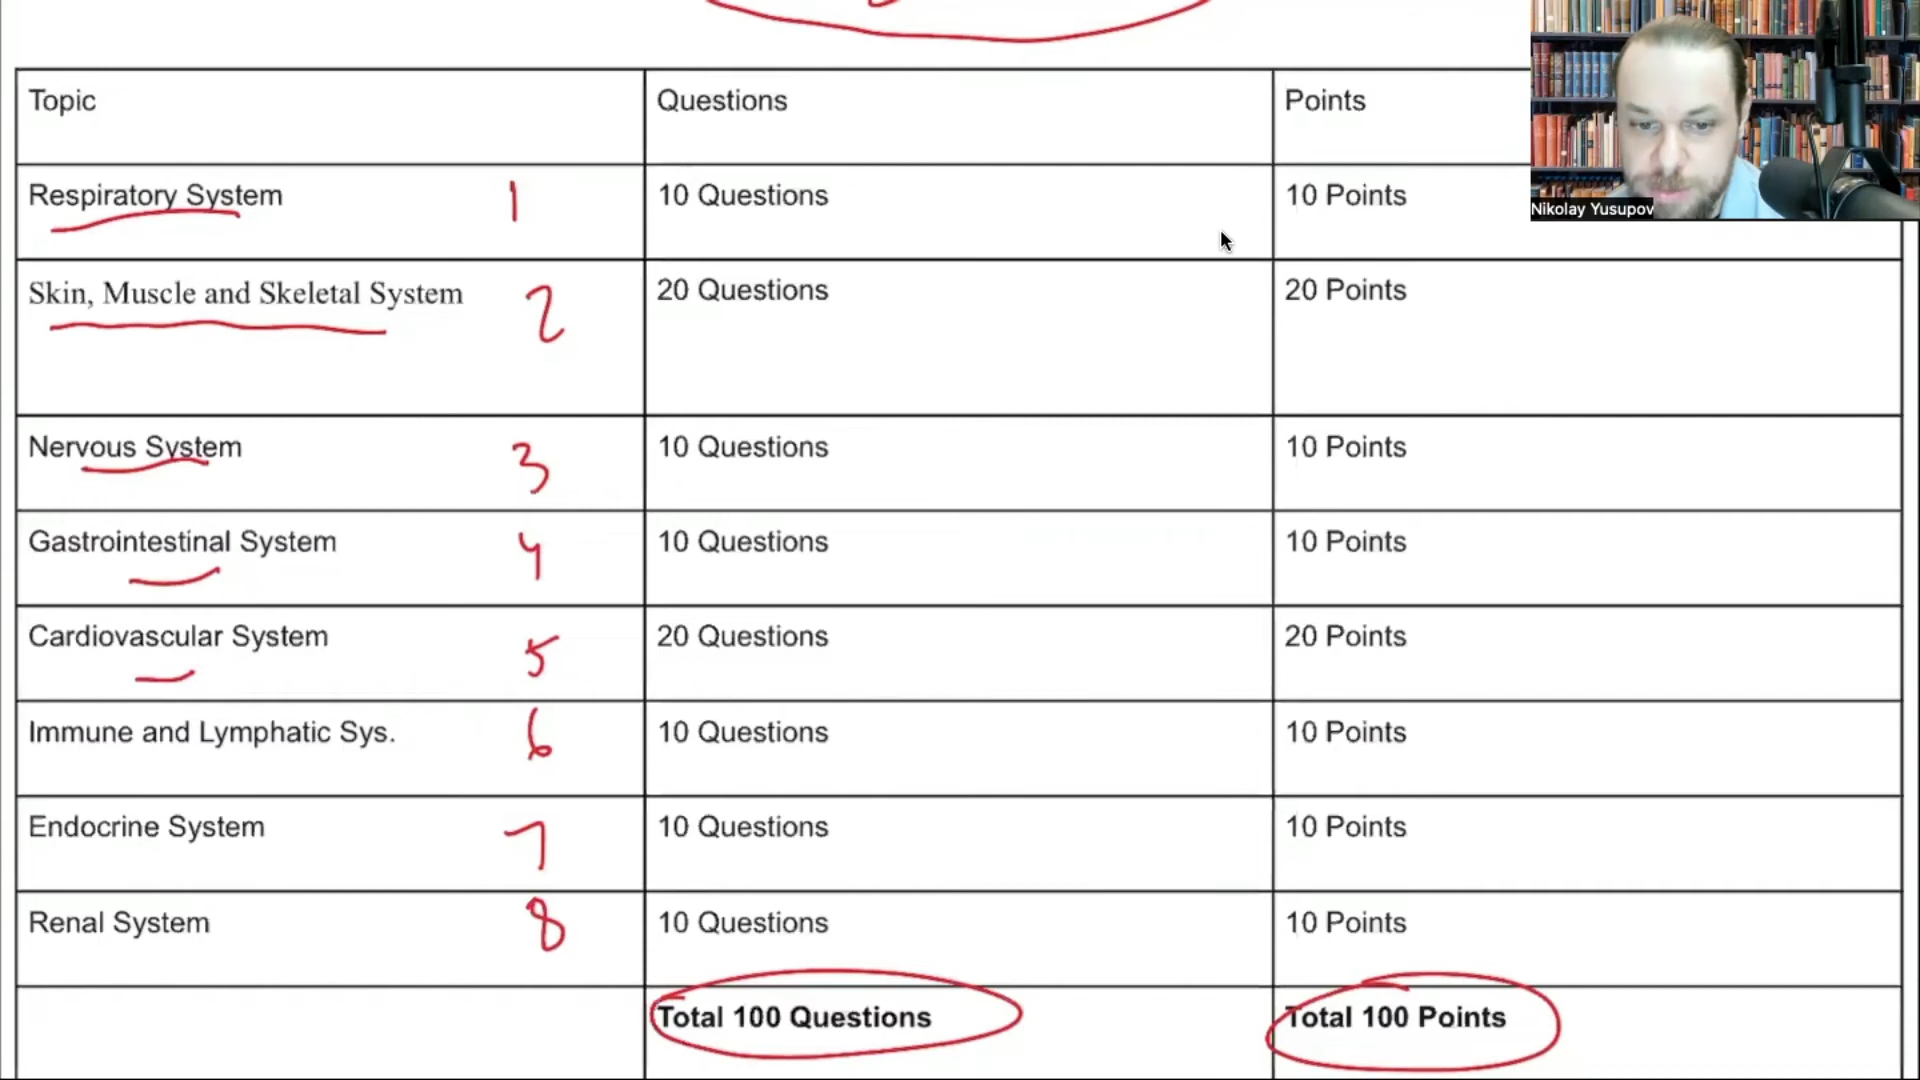 Topic Questions Points
Respiratory System 1 10 Questions 10 Points
Skin, Muscle and Skeletal System 2 20 Questions 20 Points
Nervous System 3 10 Questions 10 Points
Gastrointestinal System 4 10 Questions 10 Points
Cardiovascular System 5 20 Questions 20 Points
Immune and Lymphatic Sys. 6 10 Questions 10 Points
Endocrine System 7 10 Questions 10 Points
Renal System 8 10 Questions 10 Points
Total 100 Questions Total 100 Points
Nikolay Yusupov